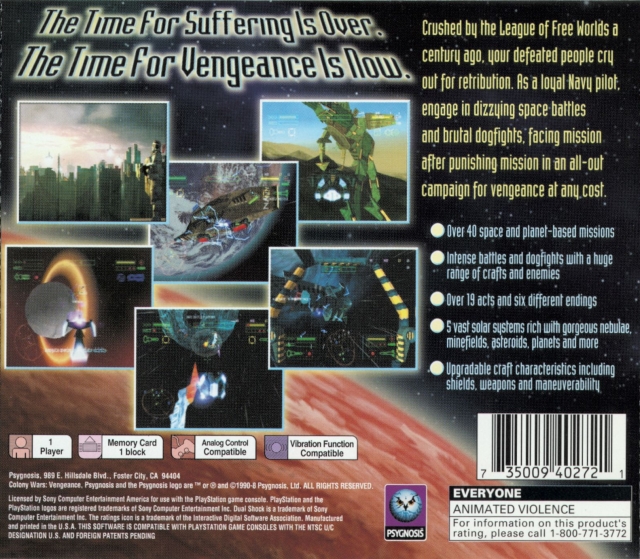 The Time For Suffering Is Over.
The Time For Vengeance Is Now.
Crushed by the League of Free Worlds a
century ago, your defeated people cry
out for retribution. As a loyal Navy pilot,
engage in dizzying space-battles
and brutal dogfights, facing mission
after punishing mission in an all-out
campaign for vengeance at any cost.
Over 40 space and planet-based missions
Intense battles and dogfights with a huge
range of crafts and enemies
Over 19 acts and six different endings
5 vast solar systems rich with gorgeous nebulae,
minefields, asteroids, planets and more
Upgradable craft characteristics including
shields, weapons and maneuverability
1
Player
Memory Card
1 block
Analog Control
Compatible
Vibration Function
Compatible
Psygnosis, 989 E. Hillsdale Blvd., Foster City, CA 94404
Colony Wars: Vengeance, Psygnosis and the Psygnosis logo are ™ or ® and ©1990-8 Psygnosis, Ltd. ALL RIGHTS RESERVED.
Licensed by Sony Computer Entertainment America for use with the PlayStation game console. PlayStation and the
PlayStation logos are registered trademarks of Sony Computer Entertainment Inc. Dual Shock is a trademark of Sony
Computer Entertainment Inc. The ratings icon is a trademark of the Interactive Digital Software Association. Manufactured
and printed in the U.S.A. THIS SOFTWARE IS COMPATIBLE WITH PLAYSTATION GAME CONSOLES WITH THE NTSC U/C
DESIGNATION. U.S. AND FOREIGN PATENTS PENDING
PSYGNOSIS
7 35009 40272 1
EVERYONE
ANIMATED VIOLENCE
For information on this product's
rating, please call 1-800-771-3772